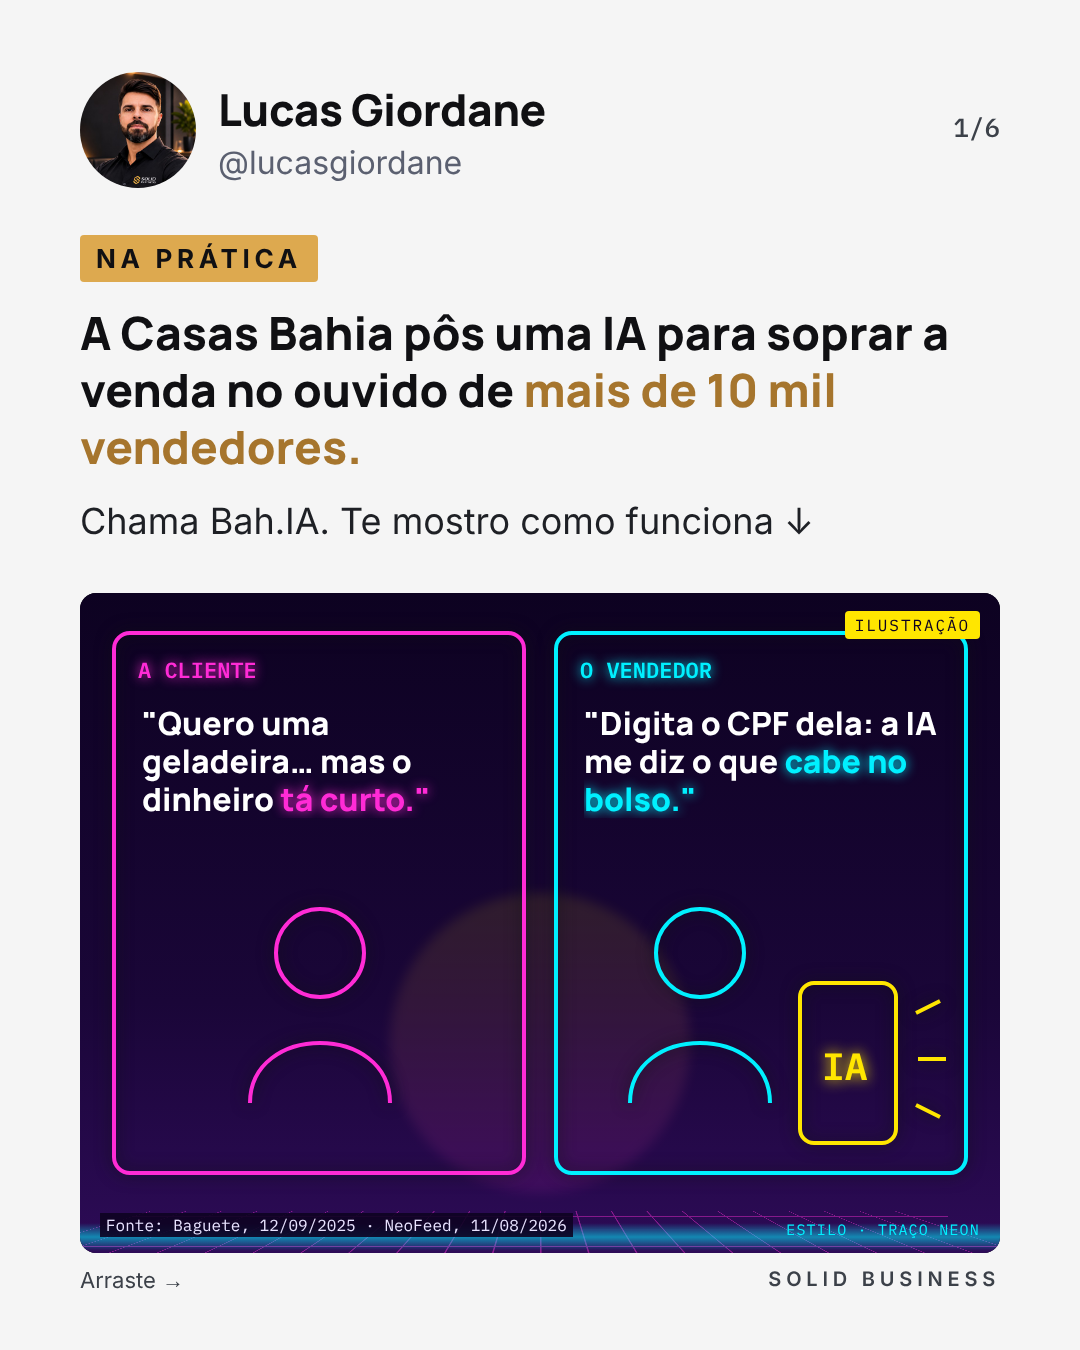 Lucas Giordane
@lucasgiordane
1/6
NA PRÁTICA
A Casas Bahia pôs uma IA para soprar a
venda no ouvido de mais de 10 mil
vendedores.
Chama Bah.IA. Te mostro como funciona ↓
ILUSTRAÇÃO
A CLIENTE
"Quero uma
geladeira… mas o
dinheiro tá curto."
O VENDEDOR
"Digita o CPF dela: a IA
me diz o que cabe no
bolso."
IA
Fonte: Baguete, 12/09/2025 · NeoFeed, 11/08/2026
ESTILO · TRAÇO NEON
Arraste →
SOLID BUSINESS